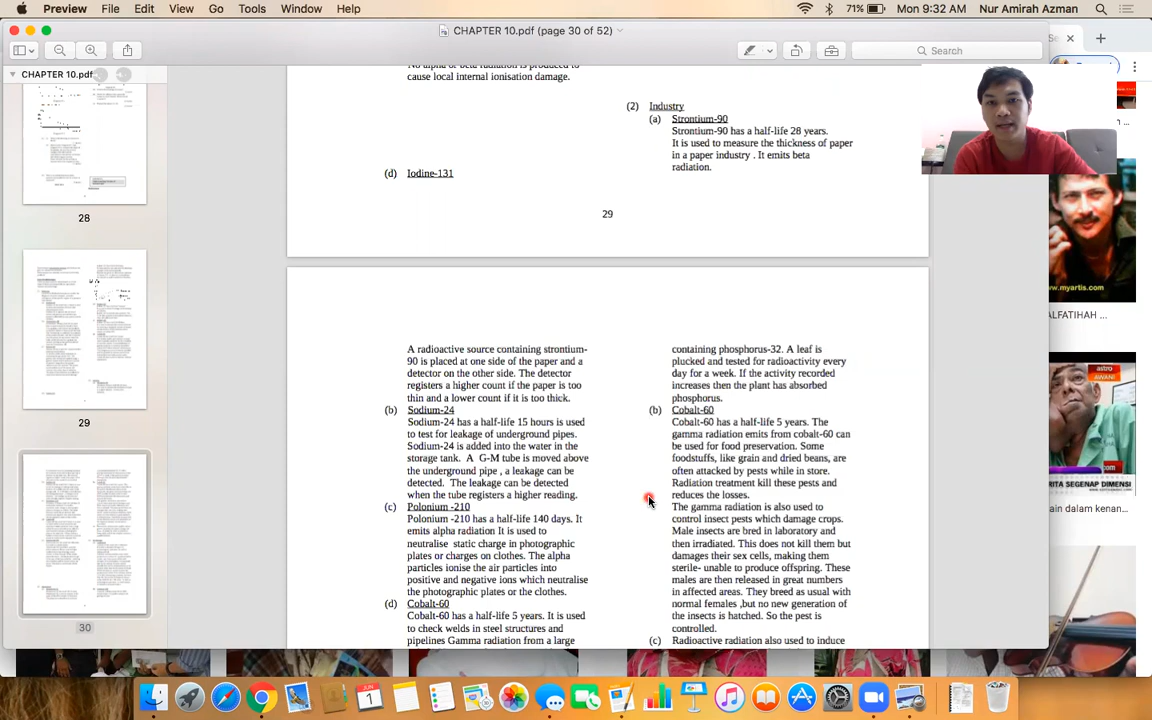 Preview File Edit View Go Tools Window Help
71% Mon 9:32 AM Nur Amirah Azman
CHAPTER 10.pdf (page 30 of 52)
Search
CHAPTER 10.pdf
28
29
30
cause local internal ionisation damage.
(d) Iodine-131
(2) Industry
(a) Strontium-90
Strontium-90 has a half-life 28 years.
It is used to measure the thickness of paper
in a paper industry . It emits beta
radiation.
29
A radioactive source containing strontium-
90 is placed at one side of the paper and a
detector on the other side. The detector
registers a higher count if the paper is too
thin and a lower count if it is too thick.
(b) Sodium-24
Sodium-24 has a half-life 15 hours is used
to test for leakage of underground pipes.
Sodium-24 is added into the water in the
storage tank. A G-M tube is moved above
the underground pipe , a leakage can be
detected. The leakage can be detected
when the tube registers a higher reading.
(c) Polonium -210
Polonium -210 has a half-life 140 days. It
emits alpha radiation It is used to
neutralise static charge in photographic
plates or charges on clothes. The alpha
particles ionise the air particles into
positive and negative ions which neutralise
the photographic plates or the clothes.
(d) Cobalt-60
Cobalt-60 has a half-life 5 years. It is used
to check welds in steel structures and
pipelines Gamma radiation from a large
containing phosphorus-32. A leaf is
plucked and tested for radioactivity every
day for a week. If the activity recorded
increases then the plant has absorbed
phosphorus.
(b) Cobalt-60
Cobalt-60 has a half-life 5 years. The
gamma radiation emits from cobalt-60 can
be used for food preservation. Some
foodstuffs, like grain and dried beans, are
often attacked by pests while in store.
Radiation treatment kill these pests and
reduces the losses.
The gamma radiation is also used to
control insect pests which damage crops.
Male insects are bred in laboratory and
then irradiated. This does not kill them but
damages their sex cells, making them
sterile- unable to produce offspring. These
males are then released in great numbers
in affected areas. They breed as usual with
normal females ,but no new generation of
the insects is hatched. So the pest is
controlled.
(c) Radioactive radiation also used to induce
www.myartis.com
ALFATIHAH ...
astro
AWANI
RITA SEGENAP DIMENSI
ain dalam kenan...
JUN
1